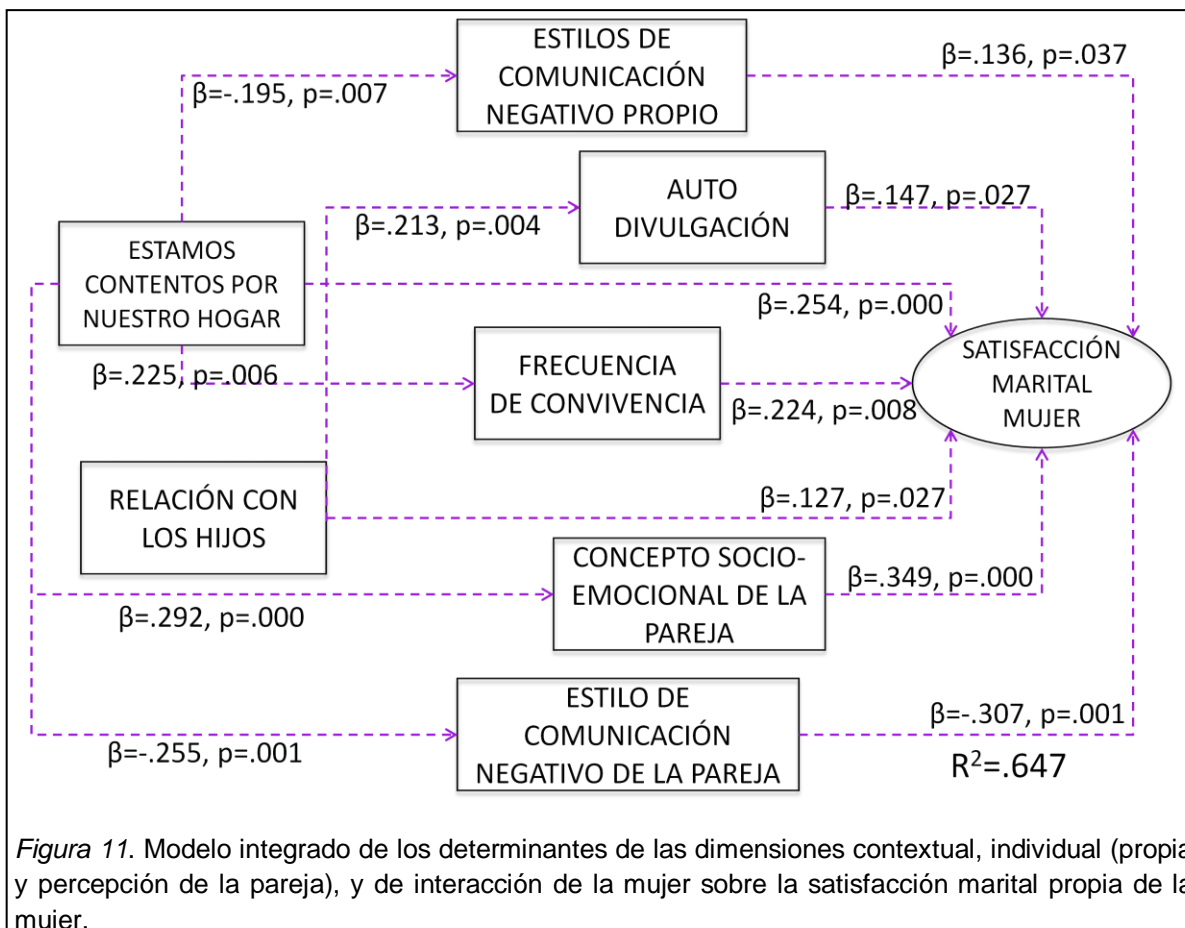 ESTILOS DE
COMUNICACIÓN
NEGATIVO PROPIO
β=.136, p=.037
β=-.195, p=.007
AUTO
DIVULGACIÓN
β=.147, p=.027
β=.213, p=.004
ESTAMOS
CONTENTOS POR
NUESTRO HOGAR
β=.254, p=.000
β=.225, p=.006
FRECUENCIA
DE CONVIVENCIA
β=.224, p=.008
SATISFACCIÓN
MARITAL
MUJER
RELACIÓN CON
LOS HIJOS
β=.127, p=.027
CONCEPTO SOCIO-
EMOCIONAL DE LA
PAREJA
β=.349, p=.000
β=.292, p=.000
ESTILO DE
COMUNICACIÓN
NEGATIVO DE LA PAREJA
β=-.307, p=.001
β=-.255, p=.001
R²=.647
Figura 11. Modelo integrado de los determinantes de las dimensiones contextual, individual (propia
y percepción de la pareja), y de interacción de la mujer sobre la satisfacción marital propia de la
mujer.